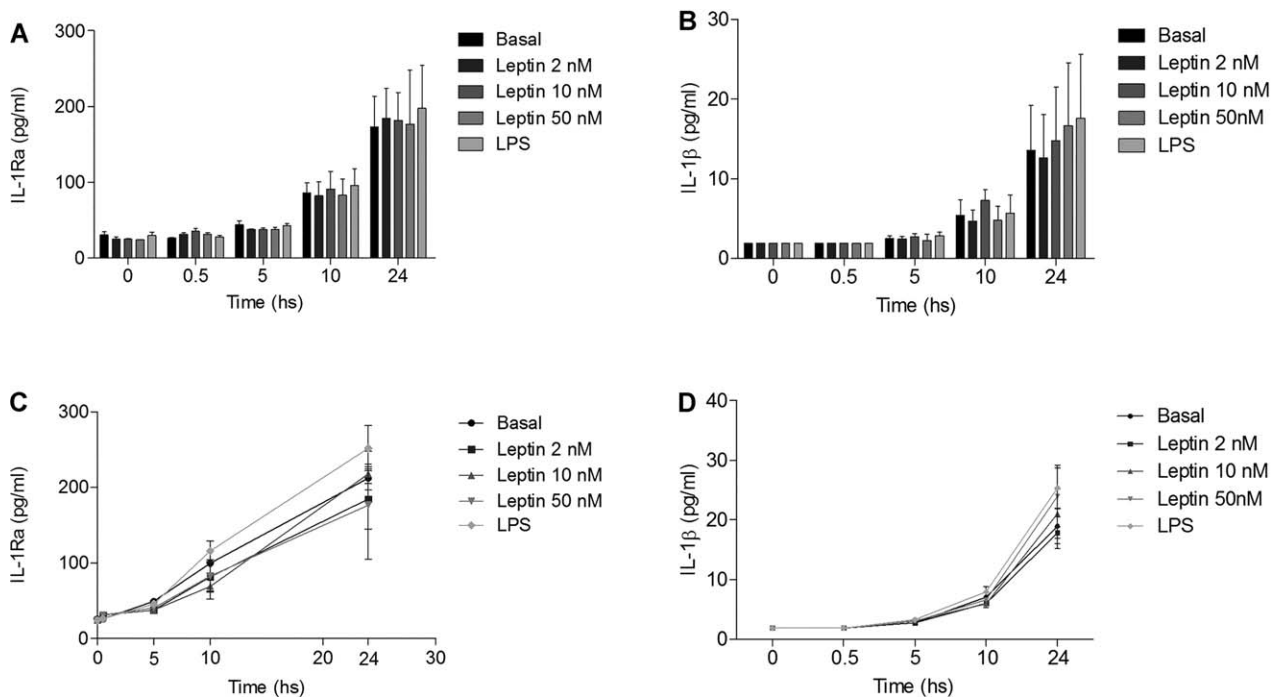 A
IL-1Ra (pg/ml)
300
200
100
0
0 0.5 5 10 24
Time (hs)
Basal
Leptin 2 nM
Leptin 10 nM
Leptin 50 nM
LPS
B
IL-1β (pg/ml)
30
20
10
0
0 0.5 5 10 24
Time (hs)
Basal
Leptin 2 nM
Leptin 10 nM
Leptin 50nM
LPS
C
IL-1Ra (pg/ml)
300
200
100
0
0 5 10 20 24 30
Time (hs)
Basal
Leptin 2 nM
Leptin 10 nM
Leptin 50 nM
LPS
D
IL-1β (pg/ml)
40
30
20
10
0
0 0.5 5 10 24
Time (hs)
Basal
Leptin 2 nM
Leptin 10 nM
Leptin 50nM
LPS